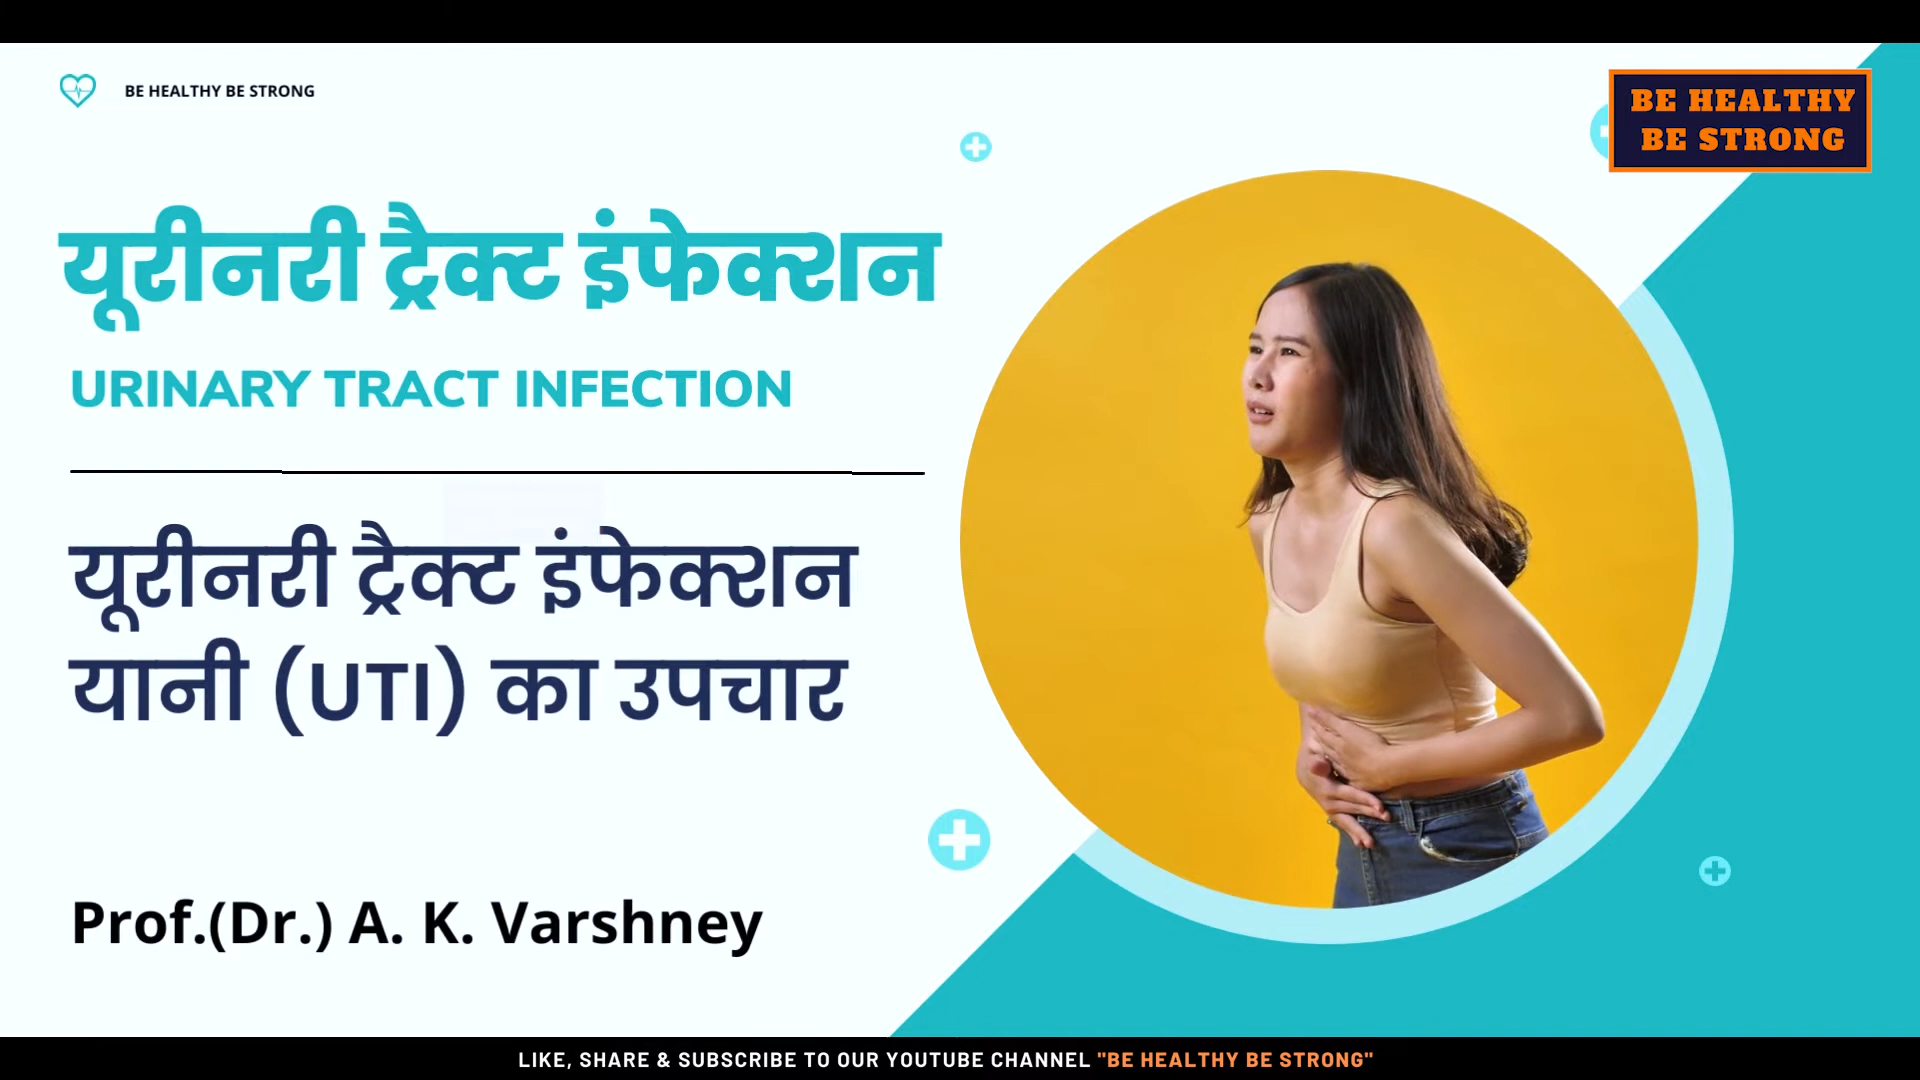 BE HEALTHY BE STRONG
BE HEALTHY
BE STRONG
यूरीनरी ट्रैक्ट इंफेक्शन
URINARY TRACT INFECTION
यूरीनरी ट्रैक्ट इंफेक्शन
यानी (UTI) का उपचार
Prof.(Dr.) A. K. Varshney
LIKE, SHARE & SUBSCRIBE TO OUR YOUTUBE CHANNEL "BE HEALTHY BE STRONG"